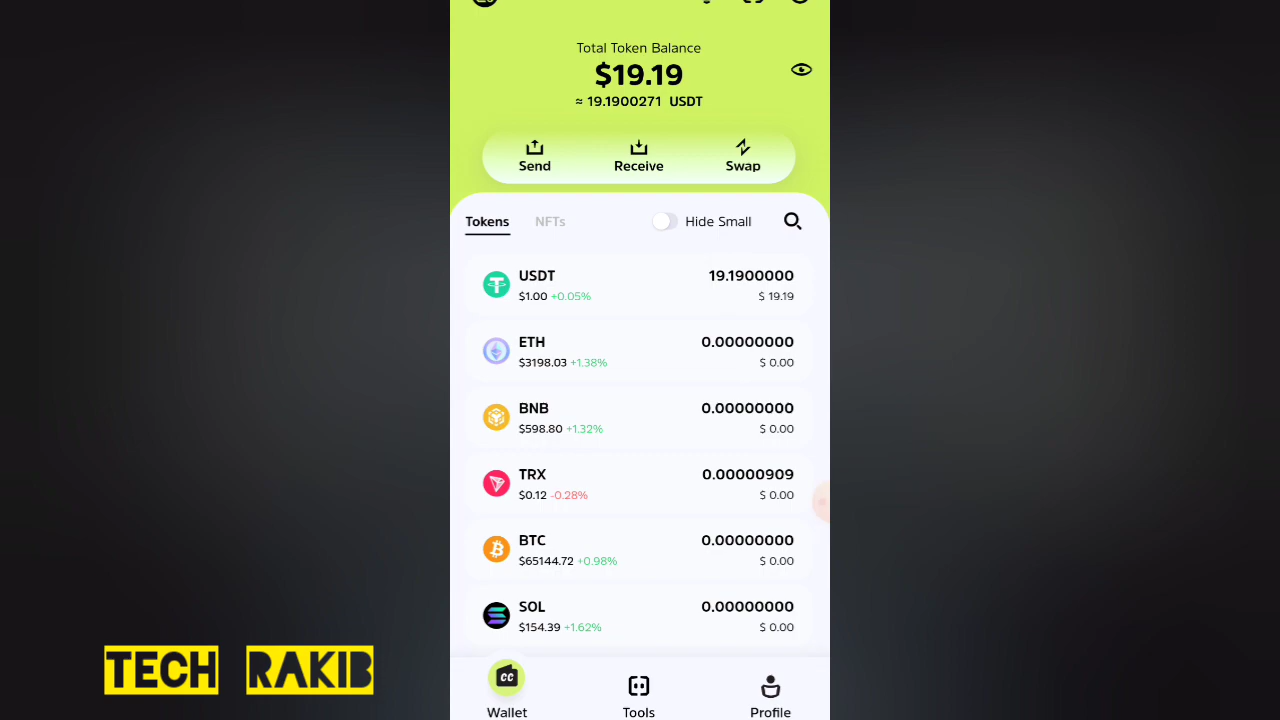 Total Token Balance
$19.19
≈ 19.1900271 USDT
Send Receive Swap
Tokens NFTs Hide Small
USDT 19.1900000
$1.00 +0.05% $ 19.19
ETH 0.00000000
$3198.03 +1.38% $ 0.00
BNB 0.00000000
$598.80 +1.32% $ 0.00
TRX 0.00000909
$0.12 -0.28% $ 0.00
BTC 0.00000000
$65144.72 +0.98% $ 0.00
SOL 0.00000000
$154.39 +1.62% $ 0.00
TECH RAKIB
CC
Wallet Tools Profile